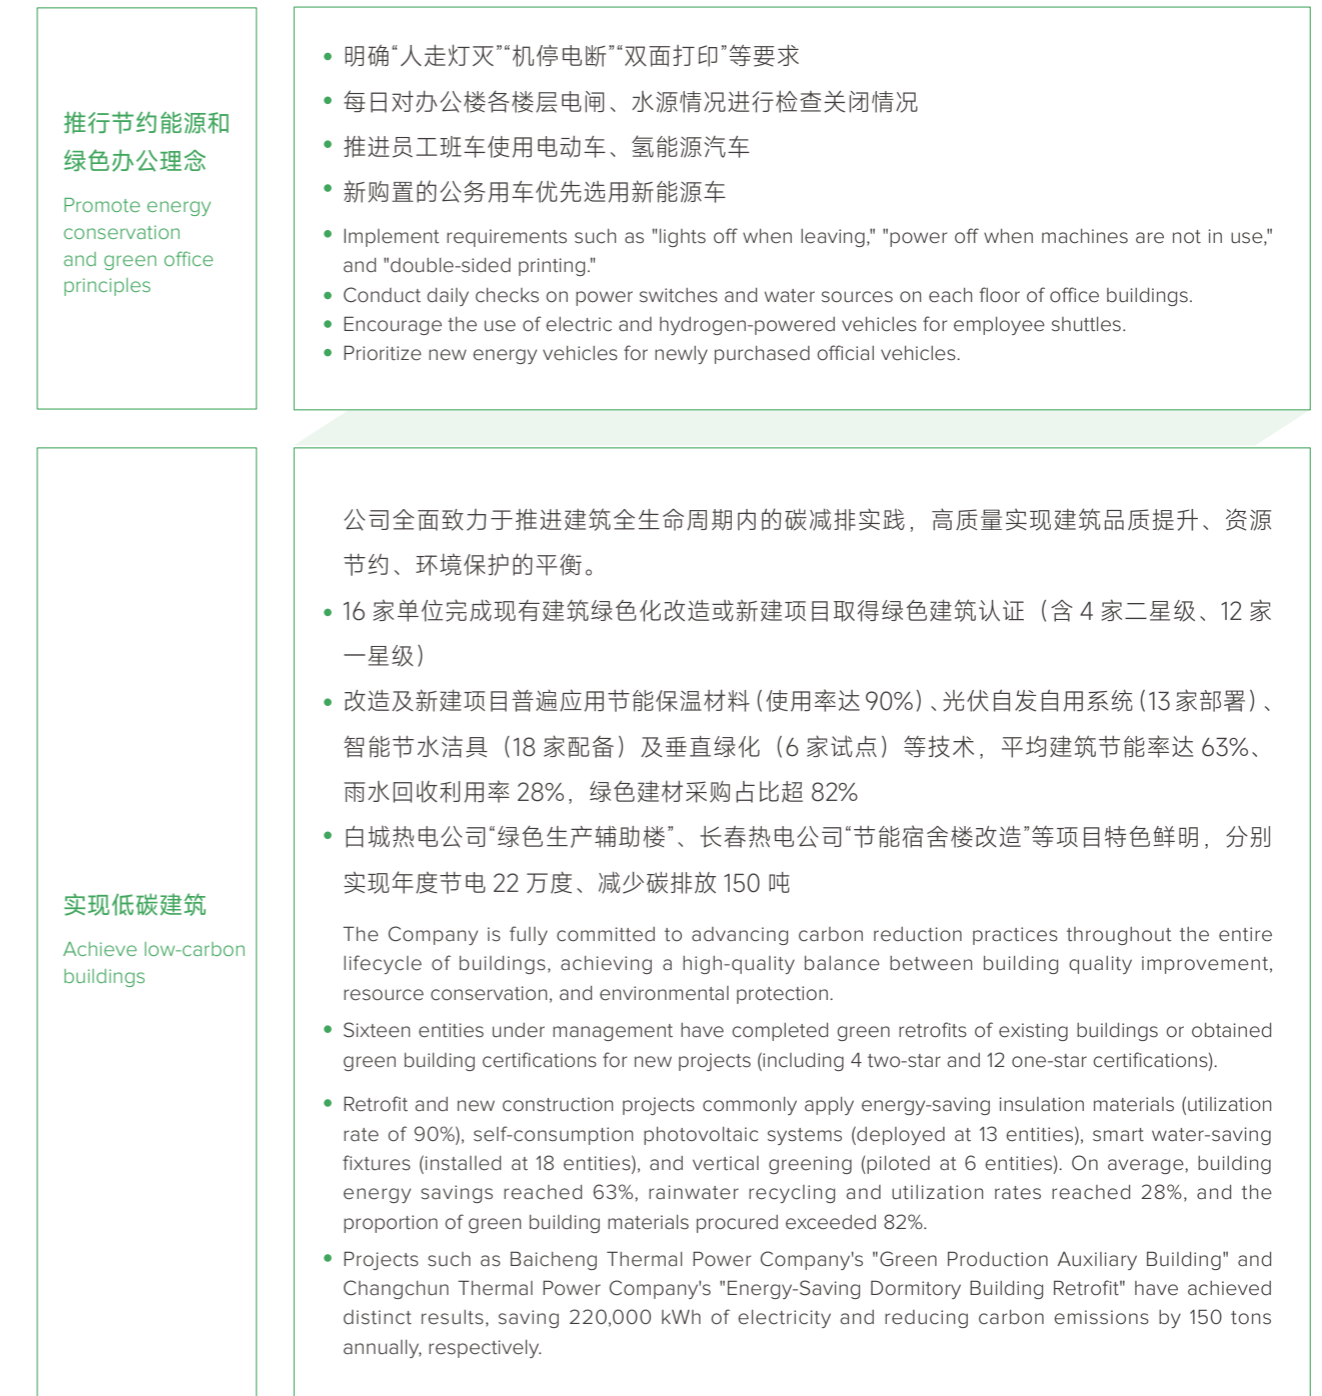 推行节约能源和
绿色办公理念
Promote energy
conservation
and green office
principles
• 明确“人走灯灭”“机停电断”“双面打印”等要求
• 每日对办公楼各楼层电闸、水源情况进行检查关闭情况
• 推进员工班车使用电动车、氢能源汽车
• 新购置的公务用车优先选用新能源车
• Implement requirements such as "lights off when leaving," "power off when machines are not in use,"
and "double-sided printing."
• Conduct daily checks on power switches and water sources on each floor of office buildings.
• Encourage the use of electric and hydrogen-powered vehicles for employee shuttles.
• Prioritize new energy vehicles for newly purchased official vehicles.
实现低碳建筑
Achieve low-carbon
buildings
公司全面致力于推进建筑全生命周期内的碳减排实践，高质量实现建筑品质提升、资源
节约、环境保护的平衡。
• 16 家单位完成现有建筑绿色化改造或新建项目取得绿色建筑认证（含 4 家二星级、12 家
一星级）
• 改造及新建项目普遍应用节能保温材料（使用率达 90%）、光伏自发自用系统（13 家部署）、
智能节水洁具（18 家配备）及垂直绿化（6 家试点）等技术，平均建筑节能率达 63%、
雨水回收利用率 28%，绿色建材采购占比超 82%
• 白城热电公司“绿色生产辅助楼”、长春热电公司“节能宿舍楼改造”等项目特色鲜明，分别
实现年度节电 22 万度、减少碳排放 150 吨
The Company is fully committed to advancing carbon reduction practices throughout the entire
lifecycle of buildings, achieving a high-quality balance between building quality improvement,
resource conservation, and environmental protection.
• Sixteen entities under management have completed green retrofits of existing buildings or obtained
green building certifications for new projects (including 4 two-star and 12 one-star certifications).
• Retrofit and new construction projects commonly apply energy-saving insulation materials (utilization
rate of 90%), self-consumption photovoltaic systems (deployed at 13 entities), smart water-saving
fixtures (installed at 18 entities), and vertical greening (piloted at 6 entities). On average, building
energy savings reached 63%, rainwater recycling and utilization rates reached 28%, and the
proportion of green building materials procured exceeded 82%.
• Projects such as Baicheng Thermal Power Company's "Green Production Auxiliary Building" and
Changchun Thermal Power Company's "Energy-Saving Dormitory Building Retrofit" have achieved
distinct results, saving 220,000 kWh of electricity and reducing carbon emissions by 150 tons
annually, respectively.